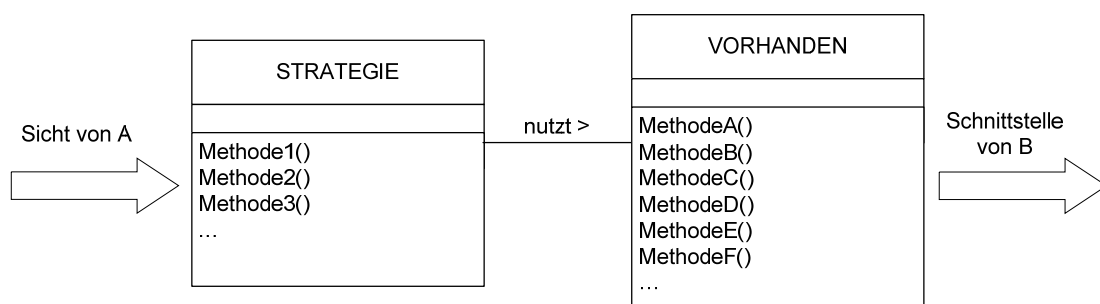 Sicht von A
STRATEGIE
Methode1()
Methode2()
Methode3()
...
nutzt >
VORHANDEN
MethodeA()
MethodeB()
MethodeC()
MethodeD()
MethodeE()
MethodeF()
...
Schnittstelle
von B